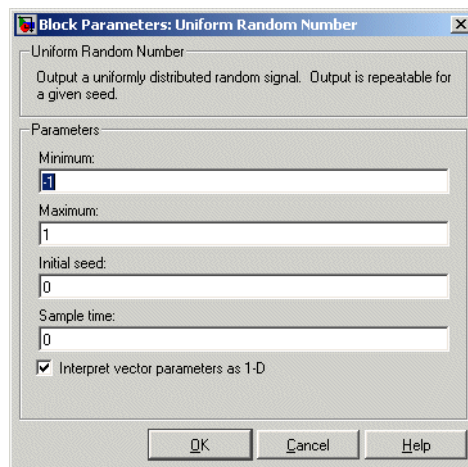 Block Parameters: Uniform Random Number
Uniform Random Number
Output a uniformly distributed random signal.  Output is repeatable for
a given seed.
Parameters
Minimum:
-1
Maximum:
1
Initial seed:
0
Sample time:
0
Interpret vector parameters as 1-D
OK
Cancel
Help